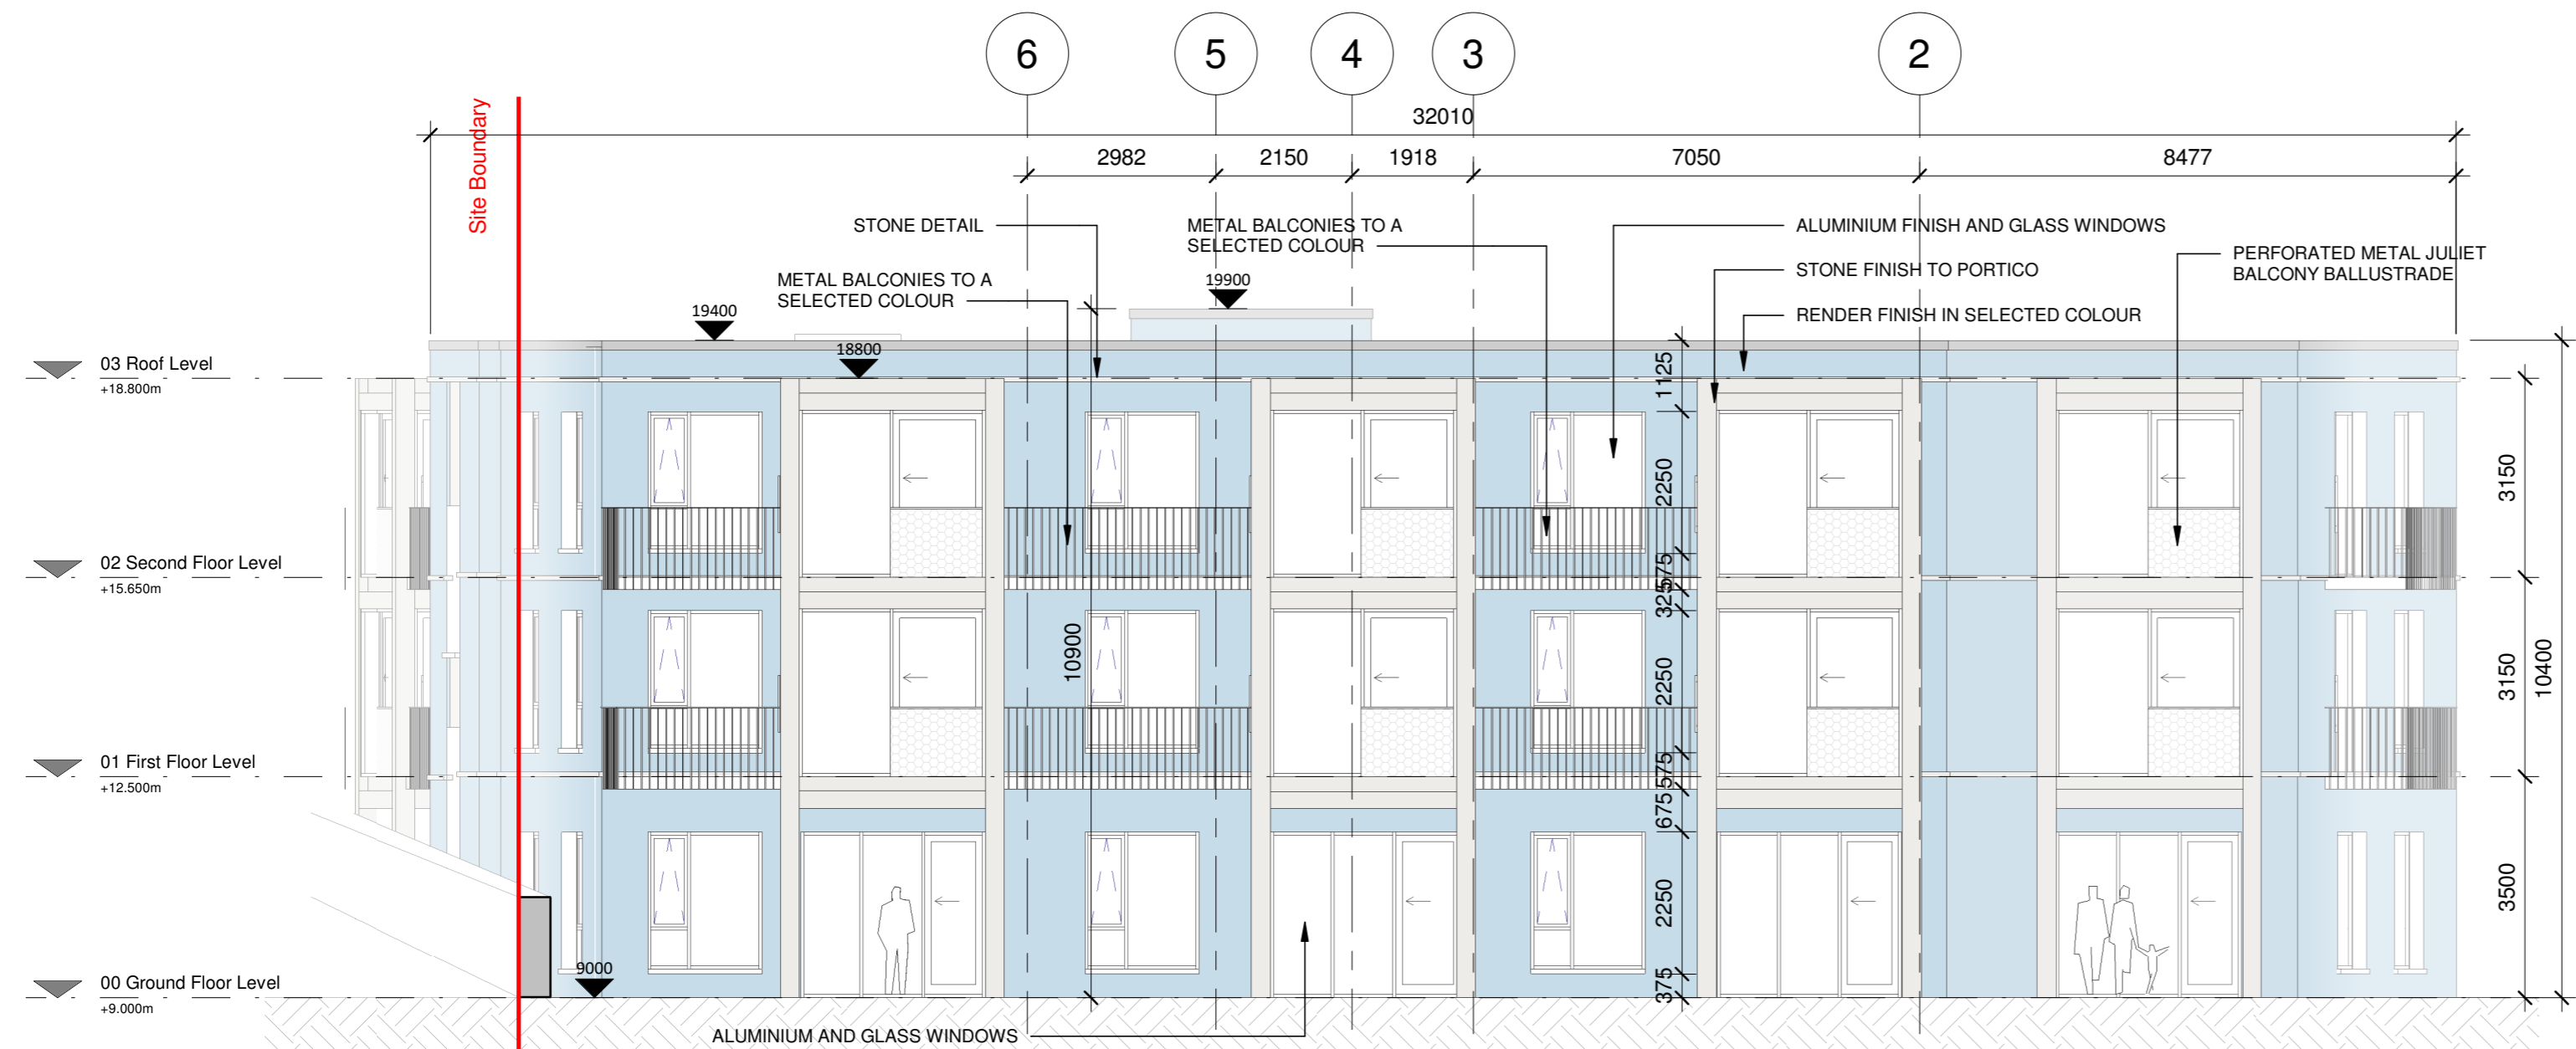 6
5
4
3
2
Site Boundary
32010
2982
2150
1918
7050
8477
STONE DETAIL
METAL BALCONIES TO A
SELECTED COLOUR
ALUMINIUM FINISH AND GLASS WINDOWS
PERFORATED METAL JULIET
BALCONY BALLUSTRADE
STONE FINISH TO PORTICO
METAL BALCONIES TO A
SELECTED COLOUR
19900
19400
RENDER FINISH IN SELECTED COLOUR
18800
03 Roof Level
+18.800m
1125
2250
3150
02 Second Floor Level
+15.650m
575
325
10900
2250
3150
10400
01 First Floor Level
+12.500m
575
675
2250
3500
00 Ground Floor Level
+9.000m
9000
375
ALUMINIUM AND GLASS WINDOWS